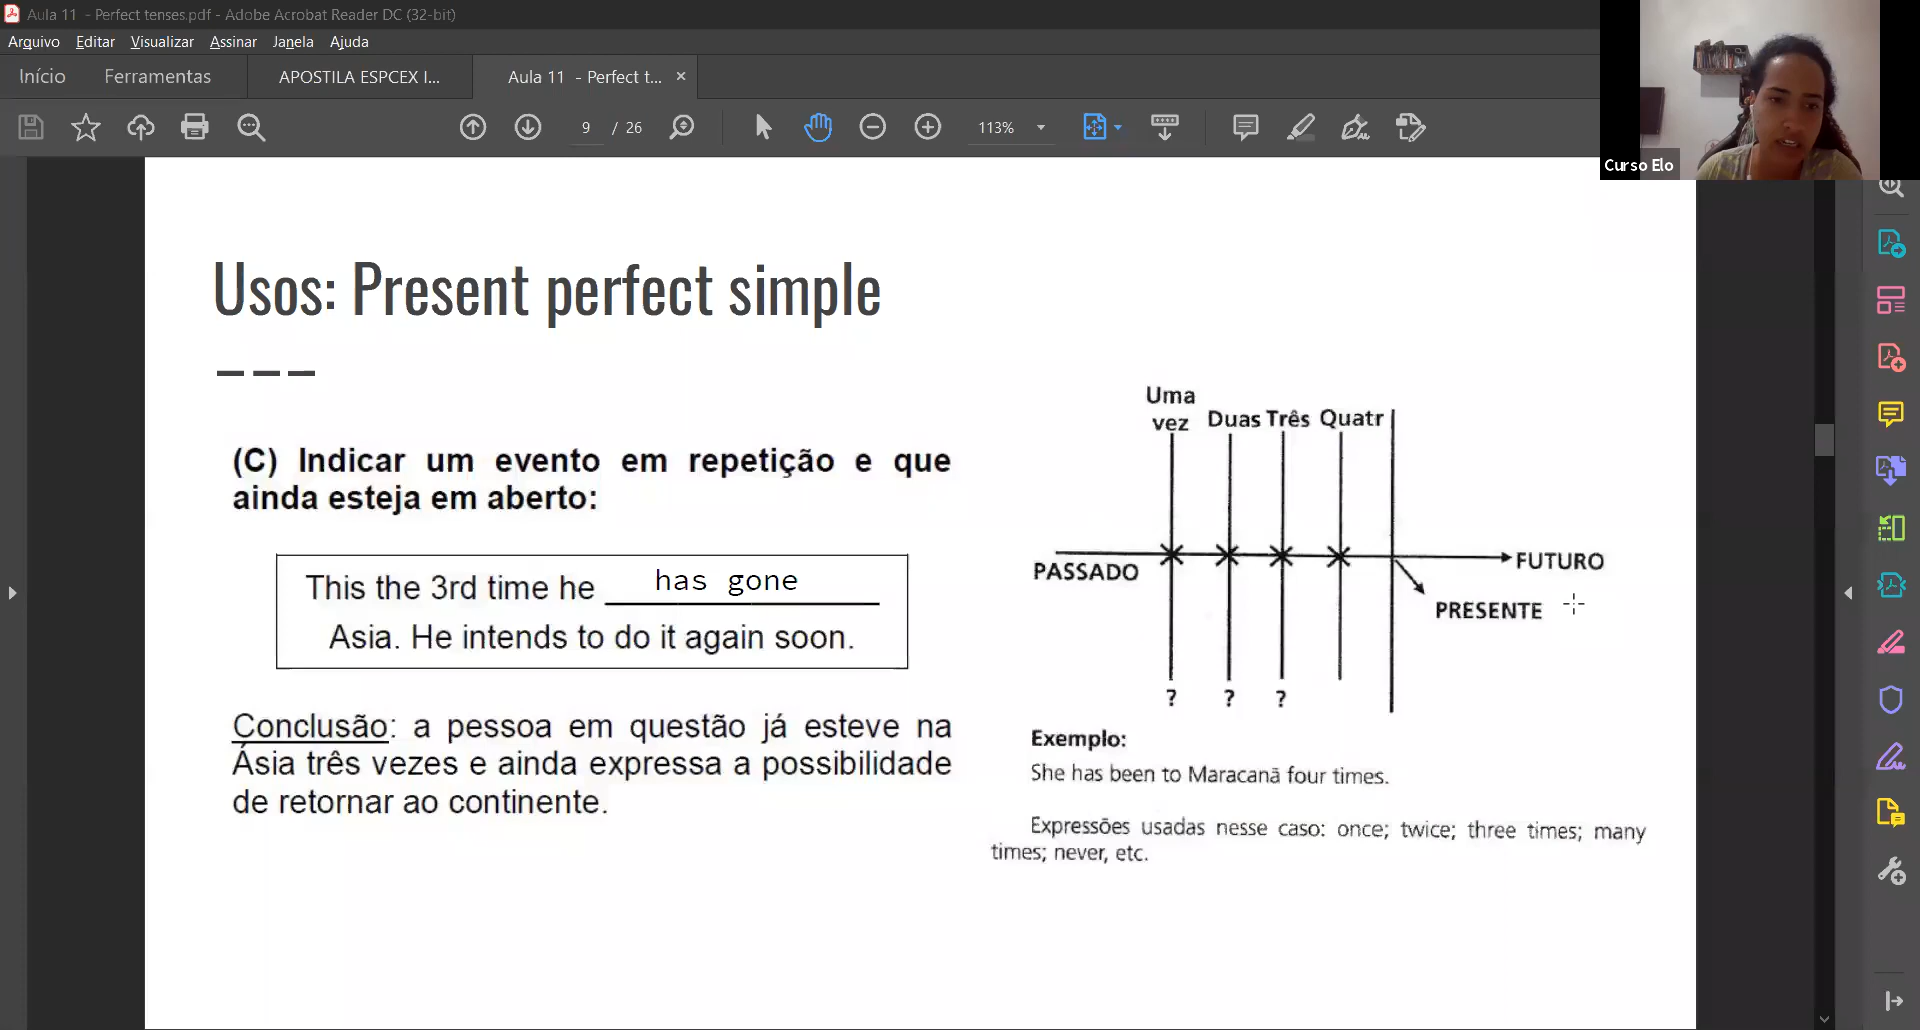 Aula 11 - Perfect tenses.pdf - Adobe Acrobat Reader DC (32-bit)
Arquivo Editar Visualizar Assinar Janela Ajuda
Início Ferramentas APOSTILA ESPCEX I... Aula 11 - Perfect t... ×
9 / 26 113%
Curso Elo
Usos: Present perfect simple
(C) Indicar um evento em repetição e que
ainda esteja em aberto:
This the 3rd time he has gone
Asia. He intends to do it again soon.
Conclusão: a pessoa em questão já esteve na
Ásia três vezes e ainda expressa a possibilidade
de retornar ao continente.
Uma
vez Duas Três Quatr
PASSADO FUTURO
PRESENTE
? ? ?
Exemplo:
She has been to Maracanã four times.
Expressões usadas nesse caso: once; twice; three times; many
times; never, etc.